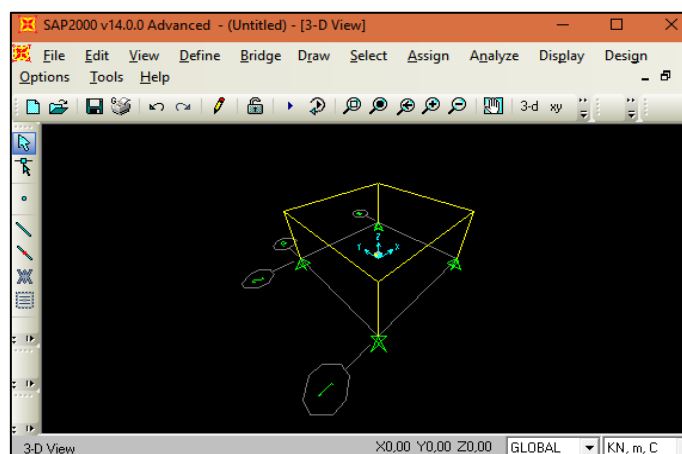 SAP2000 v14.0.0 Advanced - (Untitled) - [3-D View]
File Edit View Define Bridge Draw Select Assign Analyze Display Design
Options Tools Help
3-d xy
Z
Y X
3-D View X0,00 Y0,00 Z0,00 GLOBAL KN, m, C